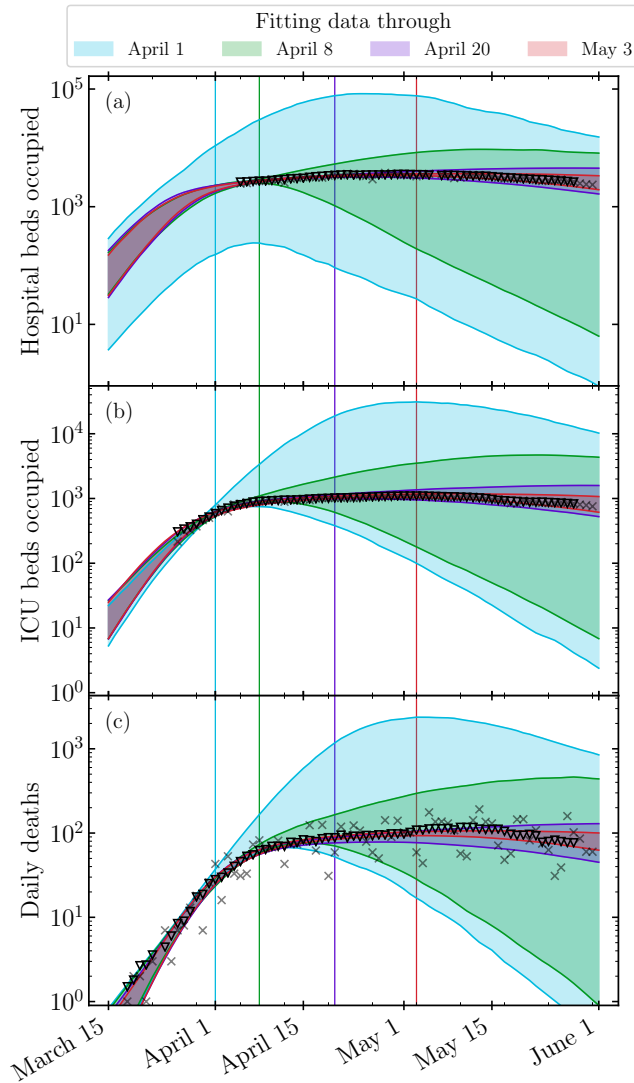 Fitting data through
April 1 April 8 April 20 May 3
(a)
Hospital beds occupied
10^5
10^3
10^1
(b)
ICU beds occupied
10^4
10^3
10^2
10^1
10^0
(c)
Daily deaths
10^3
10^2
10^1
10^0
March 15 April 1 April 15 May 1 May 15 June 1